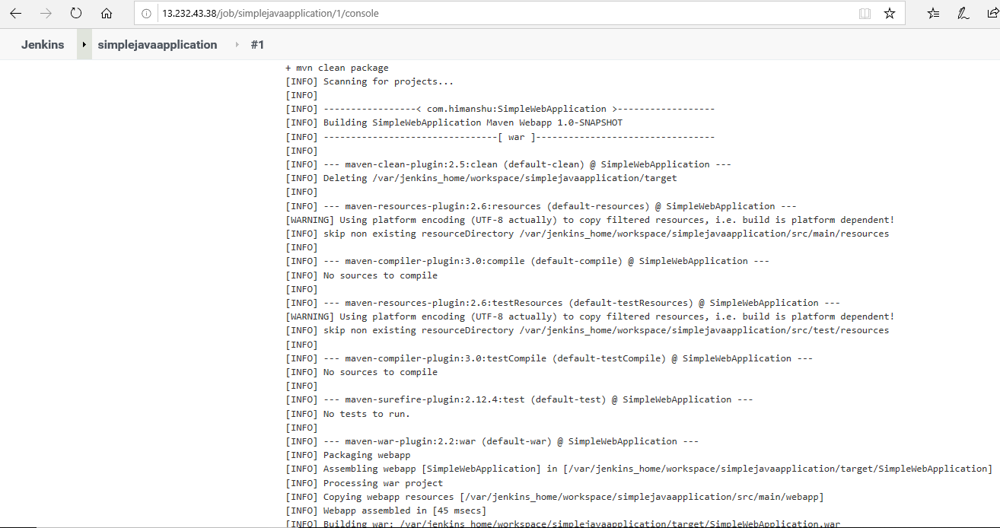 13.232.43.38/job/simplejavaapplication/1/console
Jenkins simplejavaapplication #1
+ mvn clean package
[INFO] Scanning for projects...
[INFO]
[INFO] -----------------< com.himanshu:SimpleWebApplication >------------------
[INFO] Building SimpleWebApplication Maven Webapp 1.0-SNAPSHOT
[INFO] --------------------------------[ war ]---------------------------------
[INFO]
[INFO] --- maven-clean-plugin:2.5:clean (default-clean) @ SimpleWebApplication ---
[INFO] Deleting /var/jenkins_home/workspace/simplejavaapplication/target
[INFO]
[INFO] --- maven-resources-plugin:2.6:resources (default-resources) @ SimpleWebApplication ---
[WARNING] Using platform encoding (UTF-8 actually) to copy filtered resources, i.e. build is platform dependent!
[INFO] skip non existing resourceDirectory /var/jenkins_home/workspace/simplejavaapplication/src/main/resources
[INFO]
[INFO] --- maven-compiler-plugin:3.0:compile (default-compile) @ SimpleWebApplication ---
[INFO] No sources to compile
[INFO]
[INFO] --- maven-resources-plugin:2.6:testResources (default-testResources) @ SimpleWebApplication ---
[WARNING] Using platform encoding (UTF-8 actually) to copy filtered resources, i.e. build is platform dependent!
[INFO] skip non existing resourceDirectory /var/jenkins_home/workspace/simplejavaapplication/src/test/resources
[INFO]
[INFO] --- maven-compiler-plugin:3.0:testCompile (default-testCompile) @ SimpleWebApplication ---
[INFO] No sources to compile
[INFO]
[INFO] --- maven-surefire-plugin:2.12.4:test (default-test) @ SimpleWebApplication ---
[INFO] No tests to run.
[INFO]
[INFO] --- maven-war-plugin:2.2:war (default-war) @ SimpleWebApplication ---
[INFO] Packaging webapp
[INFO] Assembling webapp [SimpleWebApplication] in [/var/jenkins_home/workspace/simplejavaapplication/target/SimpleWebApplication]
[INFO] Processing war project
[INFO] Copying webapp resources [/var/jenkins_home/workspace/simplejavaapplication/src/main/webapp]
[INFO] Webapp assembled in [45 msecs]
[INFO] Building war: /var/jenkins_home/workspace/simplejavaapplication/target/SimpleWebApplication.war